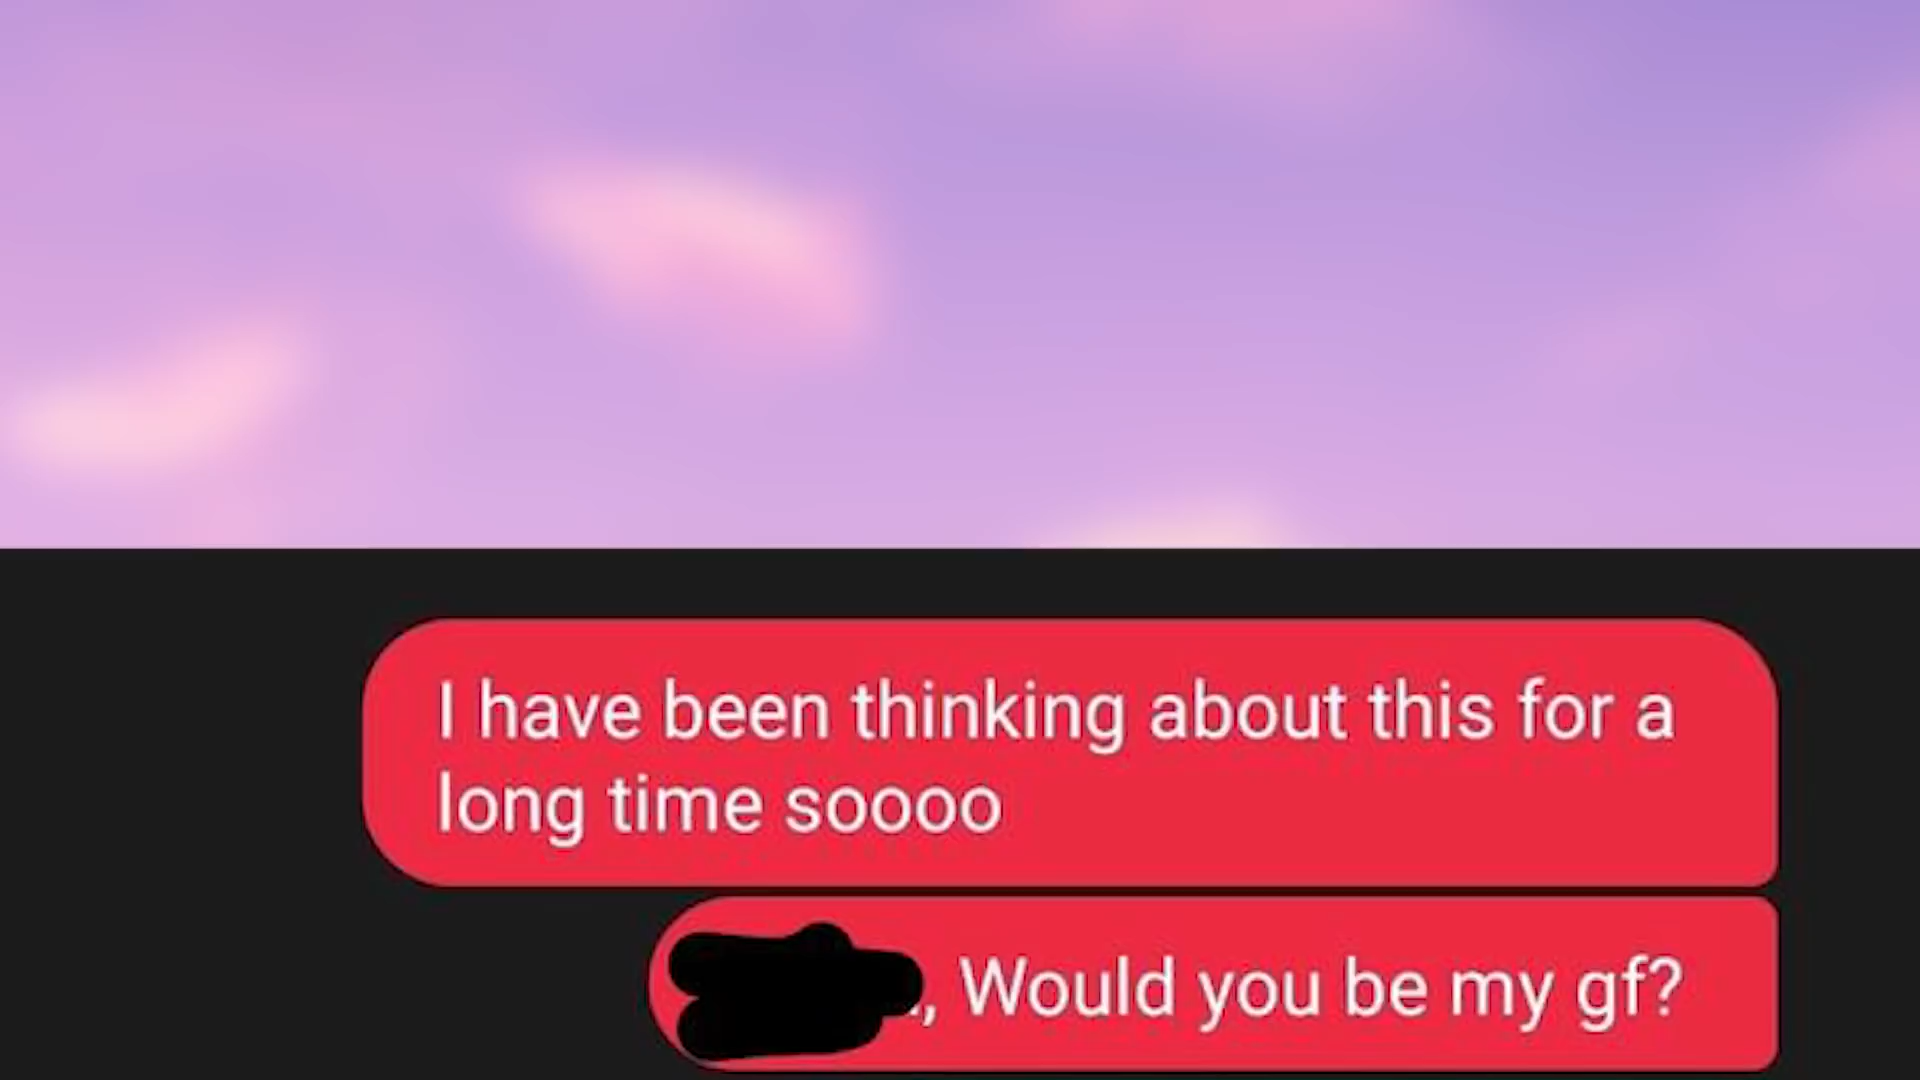 I have been thinking about this for a
long time soooo
, Would you be my gf?